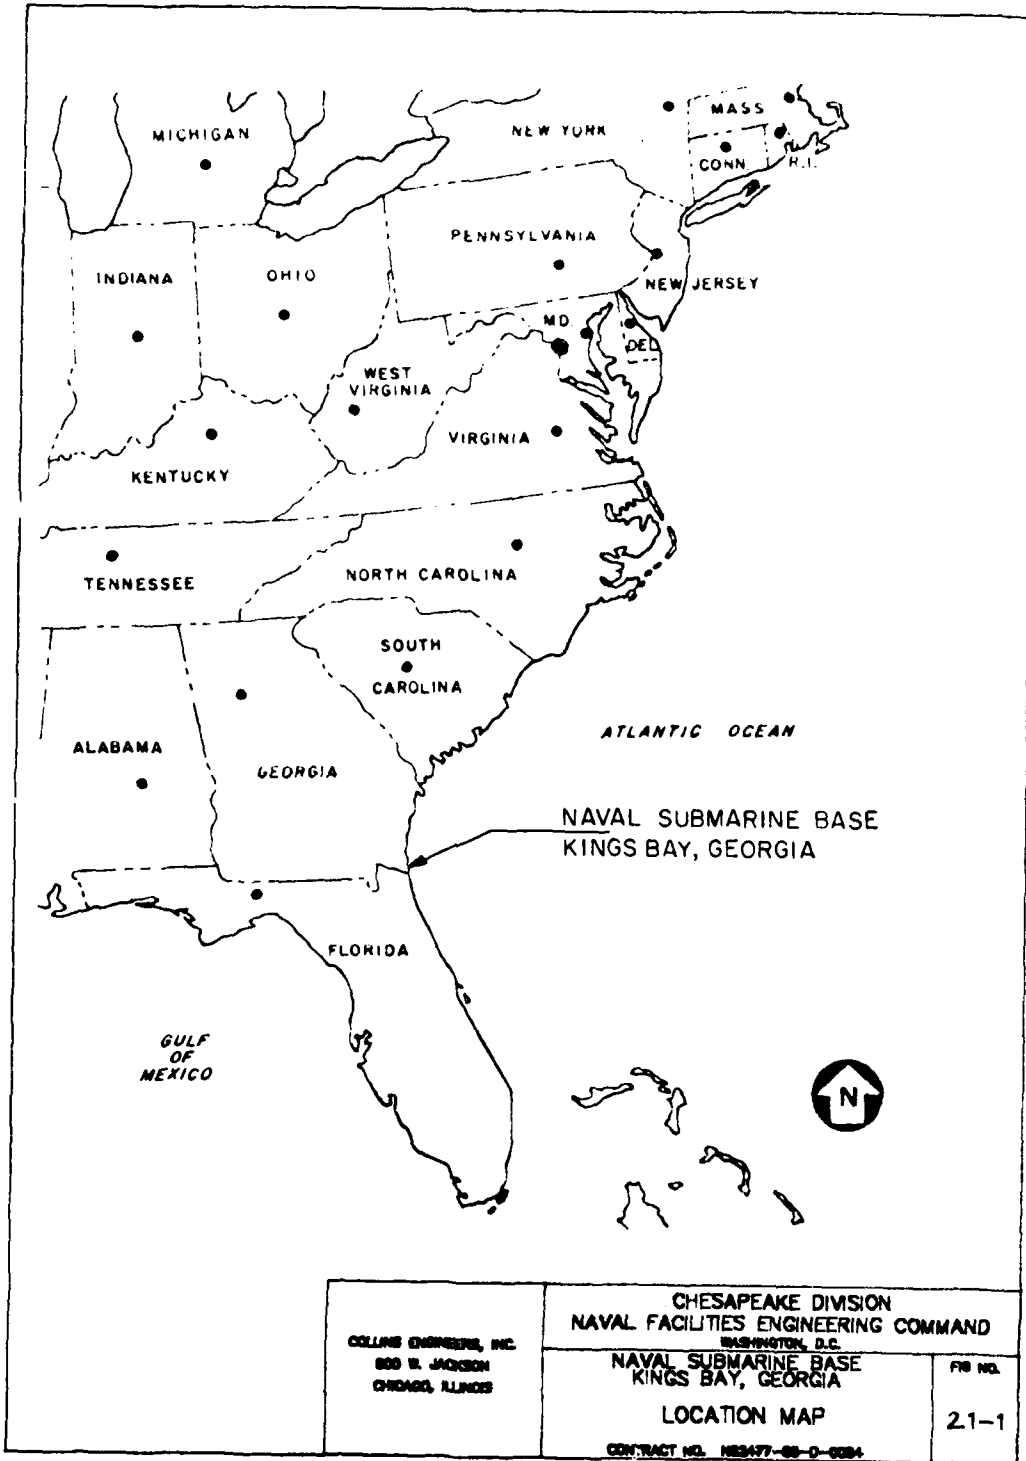 MICHIGAN
NEW YORK
MASS
CONN
R.I.
PENNSYLVANIA
NEW JERSEY
INDIANA
OHIO
MD.
DEL
WEST
VIRGINIA
VIRGINIA
KENTUCKY
TENNESSEE
NORTH CAROLINA
SOUTH
CAROLINA
ATLANTIC OCEAN
ALABAMA
GEORGIA
NAVAL SUBMARINE BASE
KINGS BAY, GEORGIA
FLORIDA
GULF
OF
MEXICO
N
COLLINS ENGINEERS, INC.
600 W. JACKSON
CHICAGO, ILLINOIS
CHESAPEAKE DIVISION
NAVAL FACILITIES ENGINEERING COMMAND
WASHINGTON, D.C.
NAVAL SUBMARINE BASE
KINGS BAY, GEORGIA
LOCATION MAP
CONTRACT NO.
FIG NO.
2.1-1